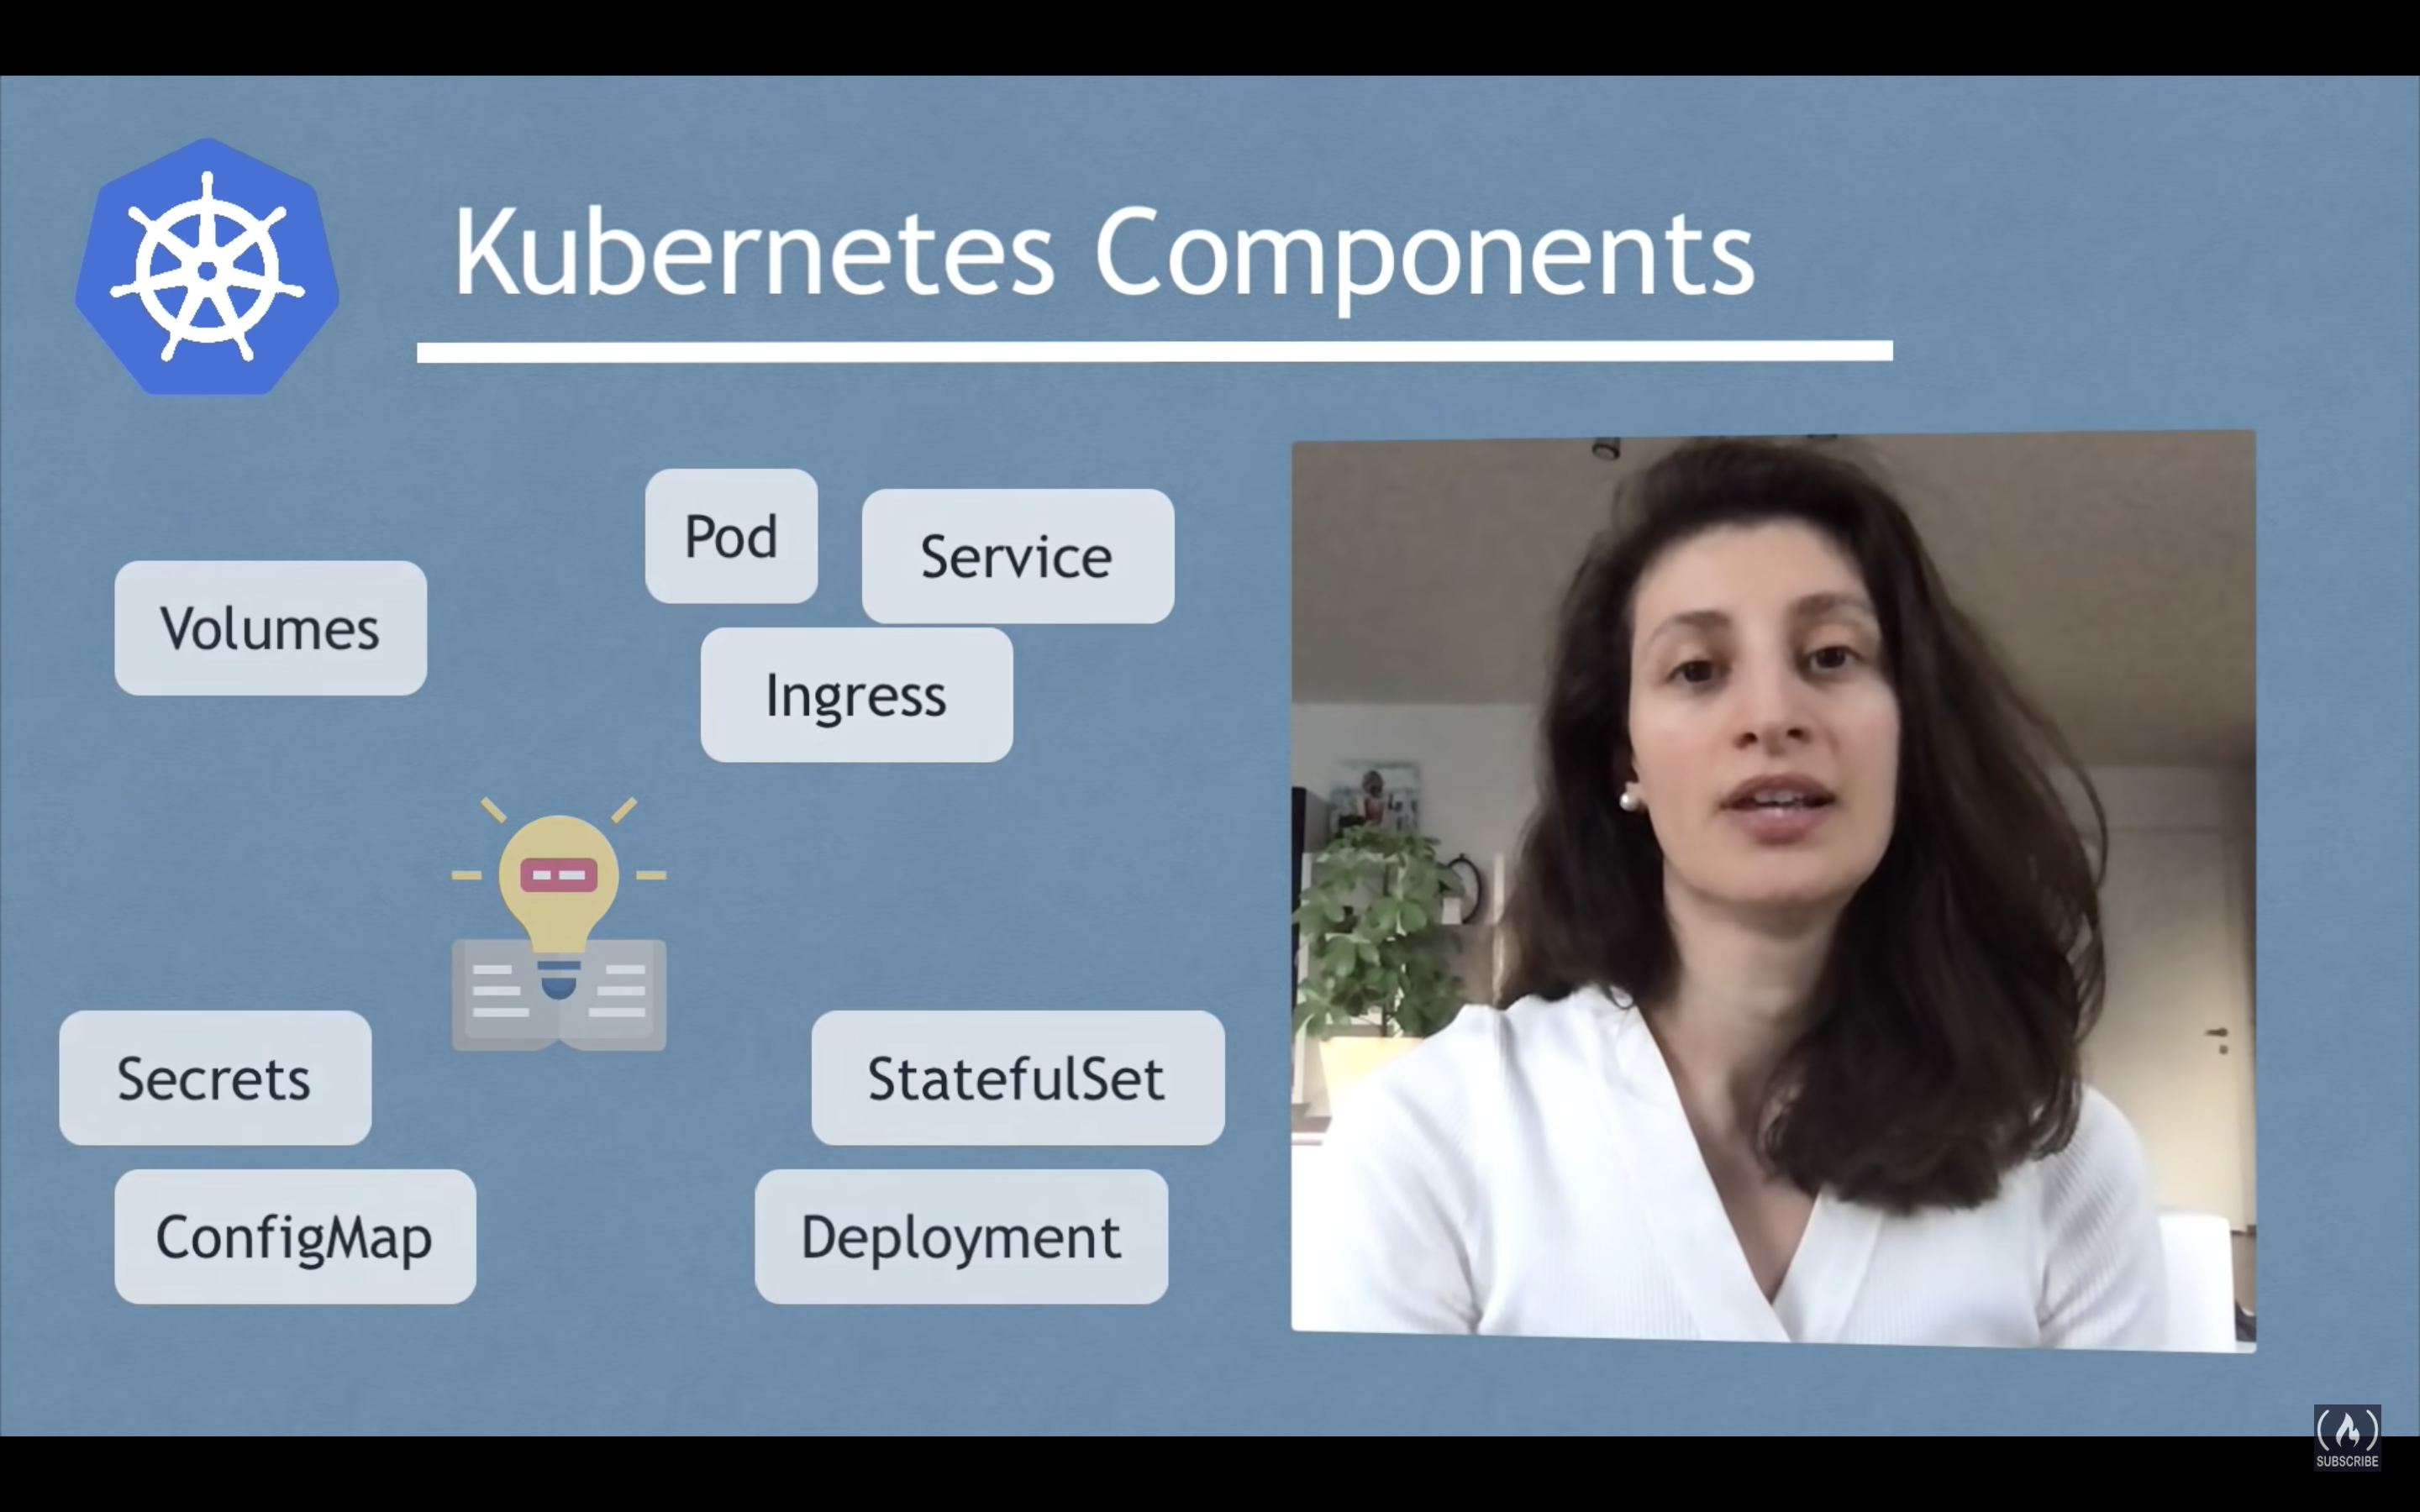 Kubernetes Components
Pod
Service
Volumes
Ingress
Secrets
StatefulSet
ConfigMap
Deployment
SUBSCRIBE